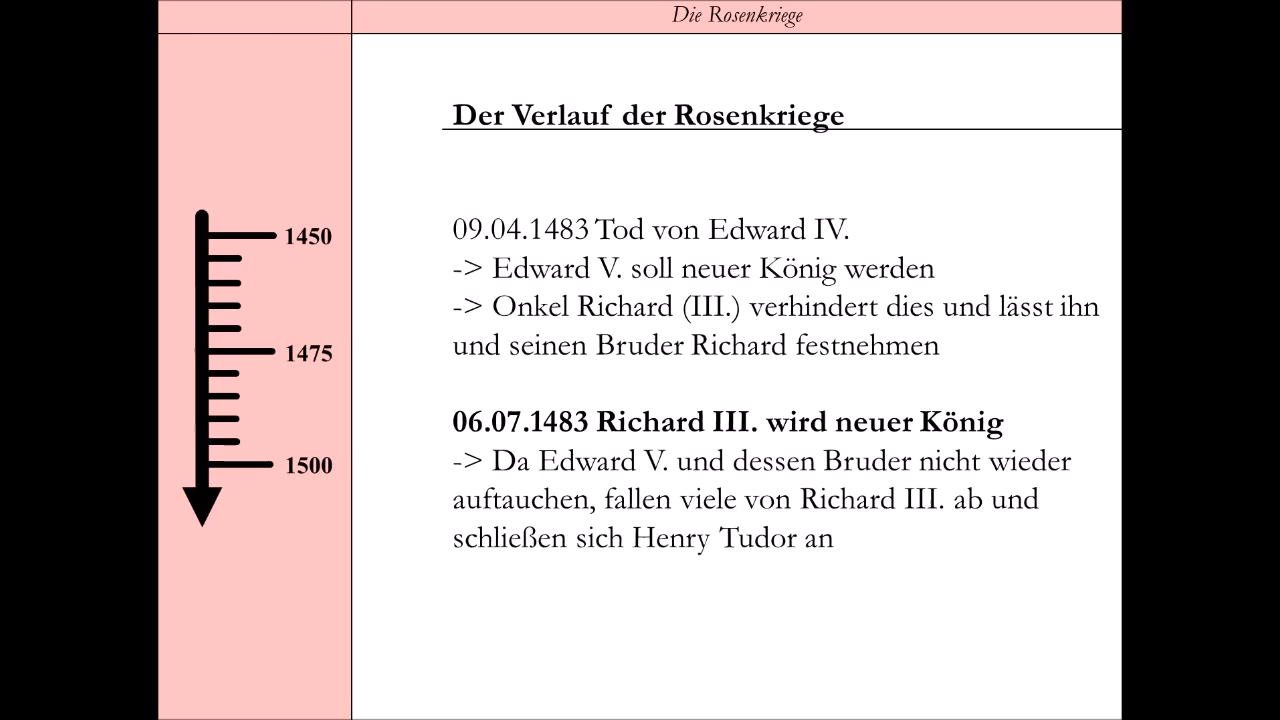 Die Rosenkriege
Der Verlauf der Rosenkriege
1450
1475
1500
09.04.1483 Tod von Edward IV.
-> Edward V. soll neuer König werden
-> Onkel Richard (III.) verhindert dies und lässt ihn
und seinen Bruder Richard festnehmen
06.07.1483 Richard III. wird neuer König
-> Da Edward V. und dessen Bruder nicht wieder
auftauchen, fallen viele von Richard III. ab und
schließen sich Henry Tudor an